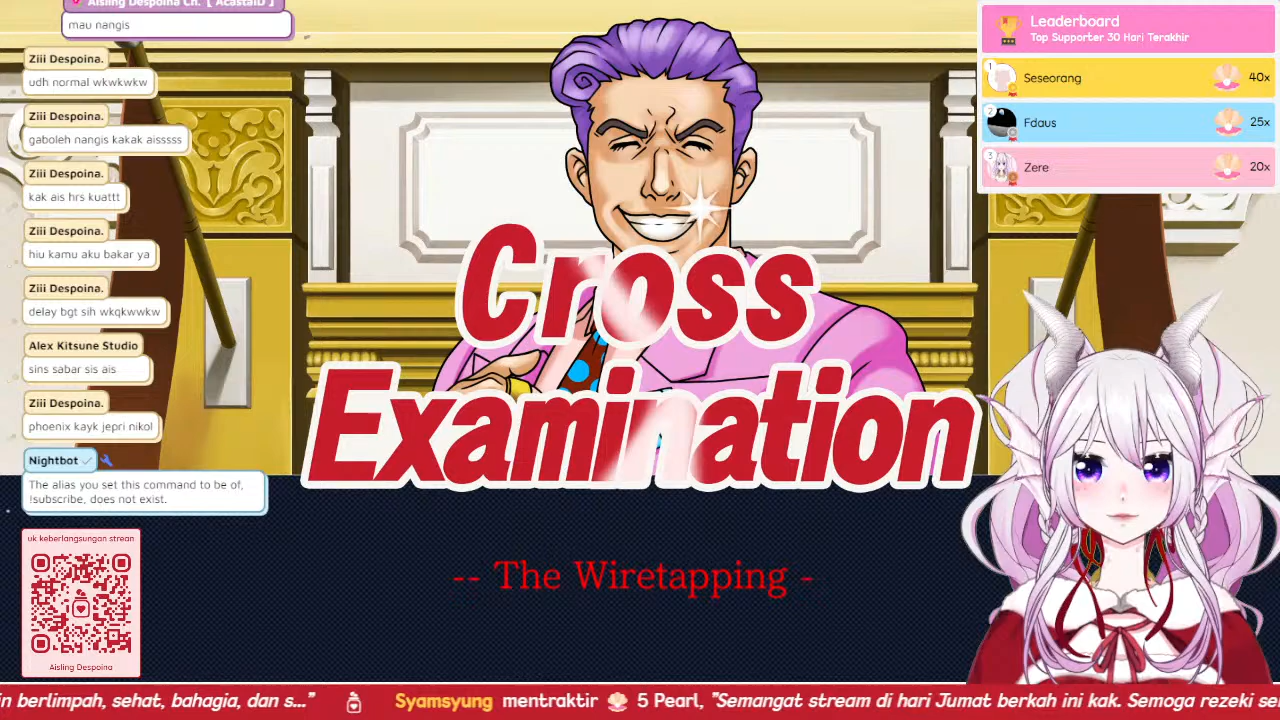 Aisling Despoina Ch. [ AcastaID ]
mau nangis
Ziii Despoina.
udh normal wkwkwkw
Ziii Despoina.
gaboleh nangis kakak aisssss
Ziii Despoina.
kak ais hrs kuattt
Ziii Despoina.
hiu kamu aku bakar ya
Ziii Despoina.
delay bgt sih wkqkwwkw
Alex Kitsune Studio
sins sabar sis ais
Ziii Despoina.
phoenix kayk jepri nikol
Nightbot
The alias you set this command to be of,
!subscribe, does not exist.
uk keberlangsungan strean
Aisling Despoina
Cross
Examination
-- The Wiretapping -
Leaderboard
Top Supporter 30 Hari Terakhir
1 Seseorang 40x
2 Fdaus 25x
3 Zere 20x
in berlimpah, sehat, bahagia, dan s..." Syamsyung mentraktir 5 Pearl, "Semangat stream di hari Jumat berkah ini kak. Semoga rezeki se